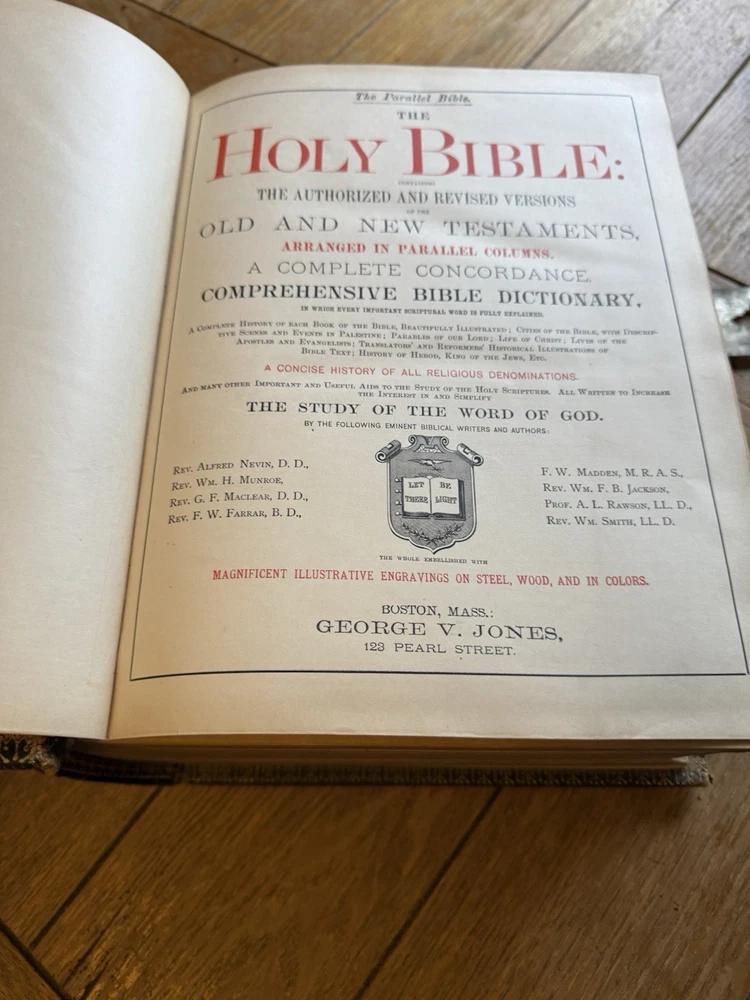 The Parallel Bible.
THE
HOLY BIBLE:
CONTAINING
THE AUTHORIZED AND REVISED VERSIONS
OF THE
OLD AND NEW TESTAMENTS,
ARRANGED IN PARALLEL COLUMNS.
A COMPLETE CONCORDANCE,
COMPREHENSIVE BIBLE DICTIONARY,
IN WHICH EVERY IMPORTANT SCRIPTURAL WORD IS FULLY EXPLAINED,
A COMPLETE HISTORY OF EACH BOOK OF THE BIBLE, BEAUTIFULLY ILLUSTRATED; CITIES OF THE BIBLE, WITH DESCRIP-
TIVE SCENES AND EVENTS IN PALESTINE; PARABLES OF OUR LORD; LIFE OF CHRIST; LIVES OF THE
APOSTLES AND EVANGELISTS; TRANSLATORS' AND REFORMERS' HISTORICAL ILLUSTRATIONS OF
BIBLE TEXT; HISTORY OF HEROD, KING OF THE JEWS, ETC.
A CONCISE HISTORY OF ALL RELIGIOUS DENOMINATIONS.
AND MANY OTHER IMPORTANT AND USEFUL AIDS TO THE STUDY OF THE HOLY SCRIPTURES. ALL WRITTEN TO INCREASE
THE INTEREST IN AND SIMPLIFY
THE STUDY OF THE WORD OF GOD.
BY THE FOLLOWING EMINENT BIBLICAL WRITERS AND AUTHORS:
REV. ALFRED NEVIN, D. D.,
REV. WM. H. MUNROE,
REV. G. F. MACLEAR, D. D.,
REV. F. W. FARRAR, B. D.,
LET BE
THERE LIGHT
F. W. MADDEN, M. R. A. S.,
REV. WM. F. B. JACKSON,
PROF. A. L. RAWSON, LL. D.,
REV. WM. SMITH, LL. D.
THE WHOLE EMBELLISHED WITH
MAGNIFICENT ILLUSTRATIVE ENGRAVINGS ON STEEL, WOOD, AND IN COLORS.
BOSTON, MASS.:
GEORGE V. JONES,
123 PEARL STREET.